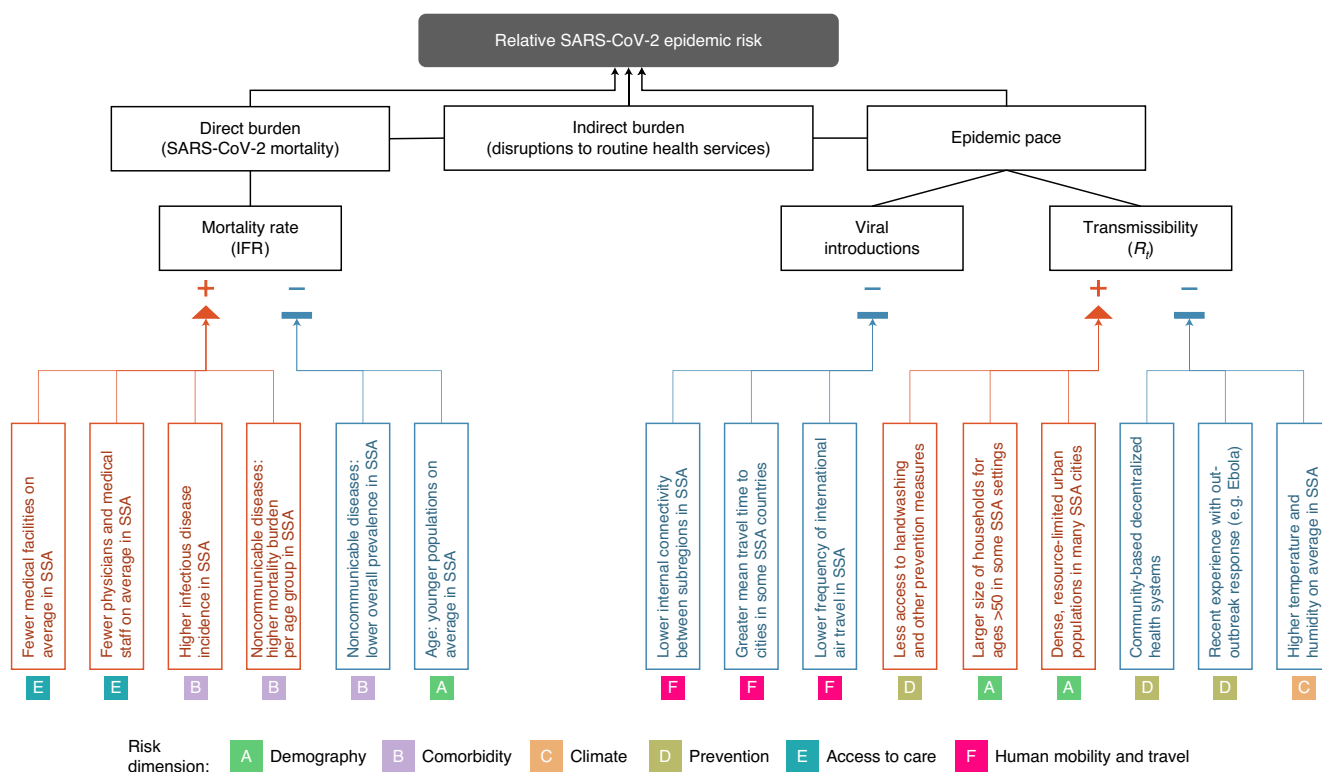 Relative SARS-CoV-2 epidemic risk
Direct burden
(SARS-CoV-2 mortality)
Indirect burden
(disruptions to routine health services)
Epidemic pace
Mortality rate
(IFR)
Viral
introductions
Transmissibility
(Rt)
+
−
−
+
−
Fewer medical facilities on
average in SSA
Fewer physicians and medical
staff on average in SSA
Higher infectious disease
incidence in SSA
Noncommunicable diseases:
higher mortality burden
per age group in SSA
Noncommunicable diseases:
lower overall prevalence in SSA
Age: younger populations on
average in SSA
Lower internal connectivity
between subregions in SSA
Greater mean travel time to
cities in some SSA countries
Lower frequency of international
air travel in SSA
Less access to handwashing
and other prevention measures
Larger size of households for
ages >50 in some SSA settings
Dense, resource-limited urban
populations in many SSA cities
Community-based decentralized
health systems
Recent experience with out-
outbreak response (e.g. Ebola)
Higher temperature and
humidity on average in SSA
E E B B B A F F F D A A D D C
Risk
dimension:
A Demography B Comorbidity C Climate D Prevention E Access to care F Human mobility and travel